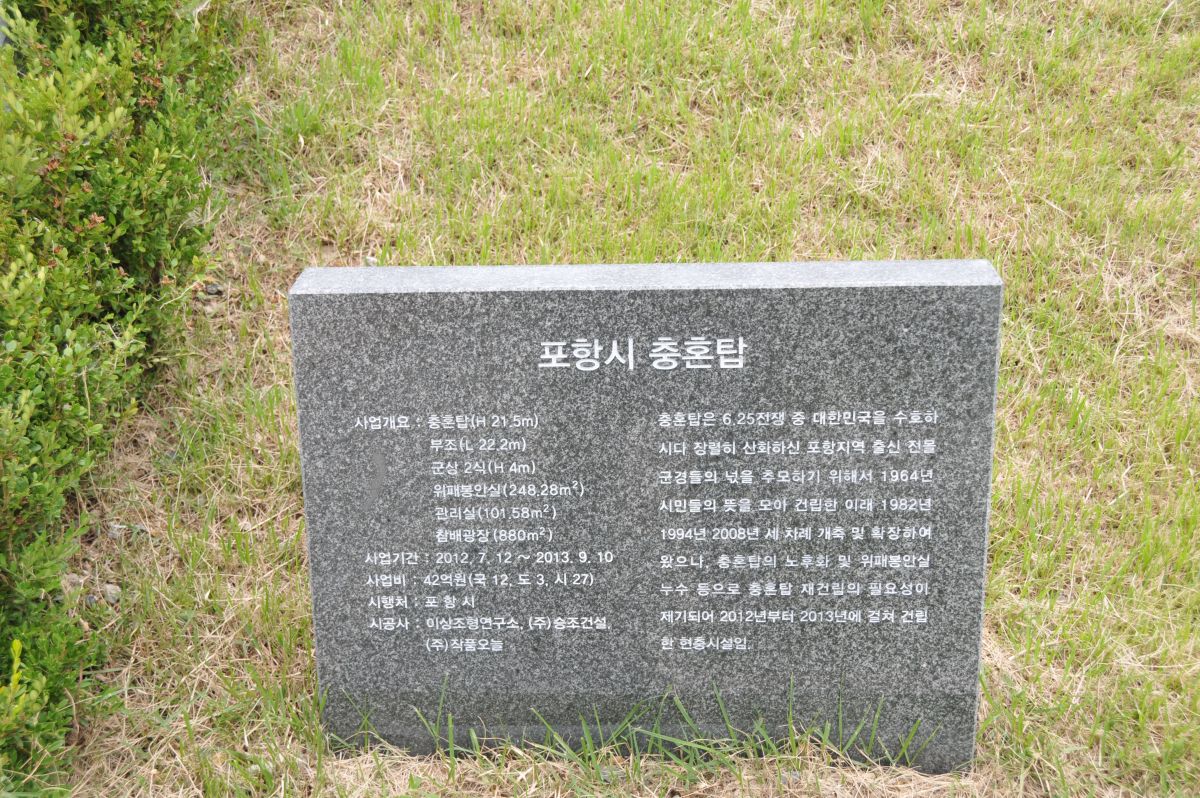 포항시 충혼탑
사업개요 : 충혼탑(H 21.5m)
부조(L 22.2m)
군상 2식(H 4m)
위패봉안실(248.28m²)
관리실(101.58m²)
참배광장(880m²)
사업기간 : 2012. 7. 12 ~ 2013. 9. 10
사업비 : 42억원(국 12, 도 3, 시 27)
시행처 : 포 항 시
시공사 : 이상조형연구소, (주)승조건설,
(주)작품오늘
충혼탑은 6.25전쟁 중 대한민국을 수호하
시다 장렬히 산화하신 포항지역 출신 전몰
군경들의 넋을 추모하기 위해서 1964년
시민들의 뜻을 모아 건립한 이래 1982년
1994년 2008년 세 차례 개축 및 확장하여
왔으나, 충혼탑의 노후화 및 위패봉안실
누수 등으로 충혼탑 재건립의 필요성이
제기되어 2012년부터 2013년에 걸쳐 건립
한 현충시설임.